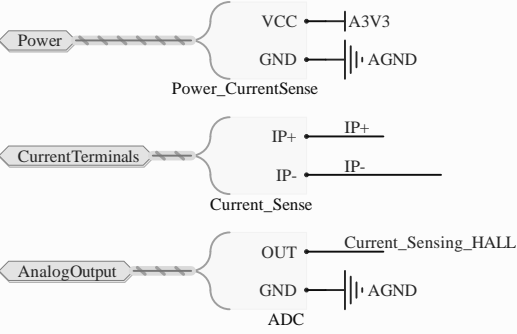 VCC A3V3
Power
GND AGND
Power_CurrentSense
IP+ IP+
CurrentTerminals
IP- IP-
Current_Sense
OUT Current_Sensing_HALL
AnalogOutput
GND AGND
ADC